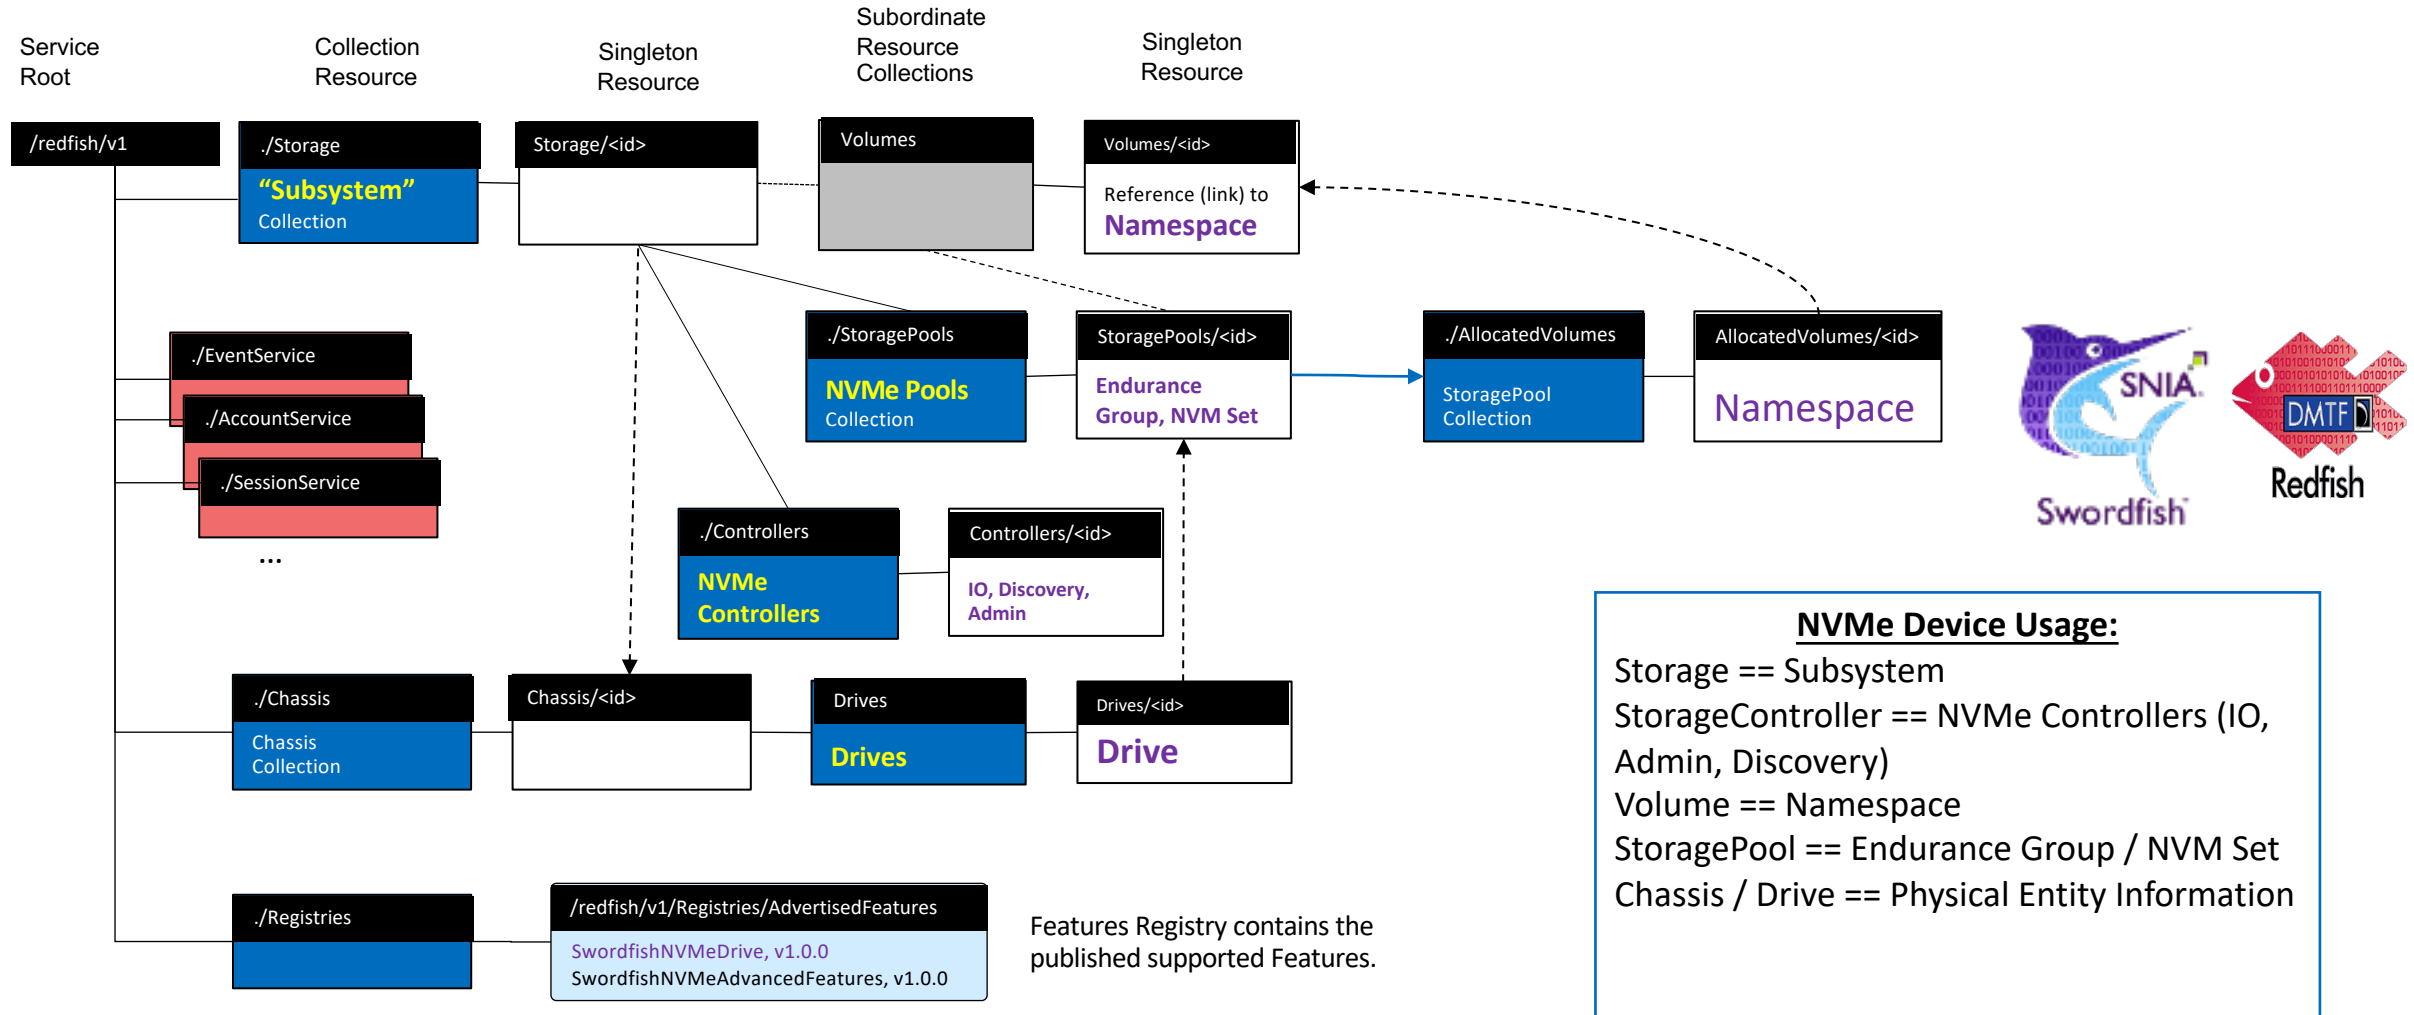 Service
Root
Collection
Resource
Singleton
Resource
Subordinate
Resource
Collections
Singleton
Resource
/redfish/v1
./Storage
“Subsystem”
Collection
Storage/<id>
Volumes
Volumes/<id>
Reference (link) to
Namespace
./EventService
./AccountService
./SessionService
...
./StoragePools
NVMe Pools
Collection
StoragePools/<id>
Endurance
Group, NVM Set
./AllocatedVolumes
StoragePool
Collection
AllocatedVolumes/<id>
Namespace
SNIA
Swordfish
DMTF
Redfish
./Controllers
NVMe
Controllers
Controllers/<id>
IO, Discovery,
Admin
./Chassis
Chassis
Collection
Chassis/<id>
Drives
Drives
Drives/<id>
Drive
./Registries
/redfish/v1/Registries/AdvertisedFeatures
SwordfishNVMeDrive, v1.0.0
SwordfishNVMeAdvancedFeatures, v1.0.0
Features Registry contains the
published supported Features.
NVMe Device Usage:
Storage == Subsystem
StorageController == NVMe Controllers (IO,
Admin, Discovery)
Volume == Namespace
StoragePool == Endurance Group / NVM Set
Chassis / Drive == Physical Entity Information